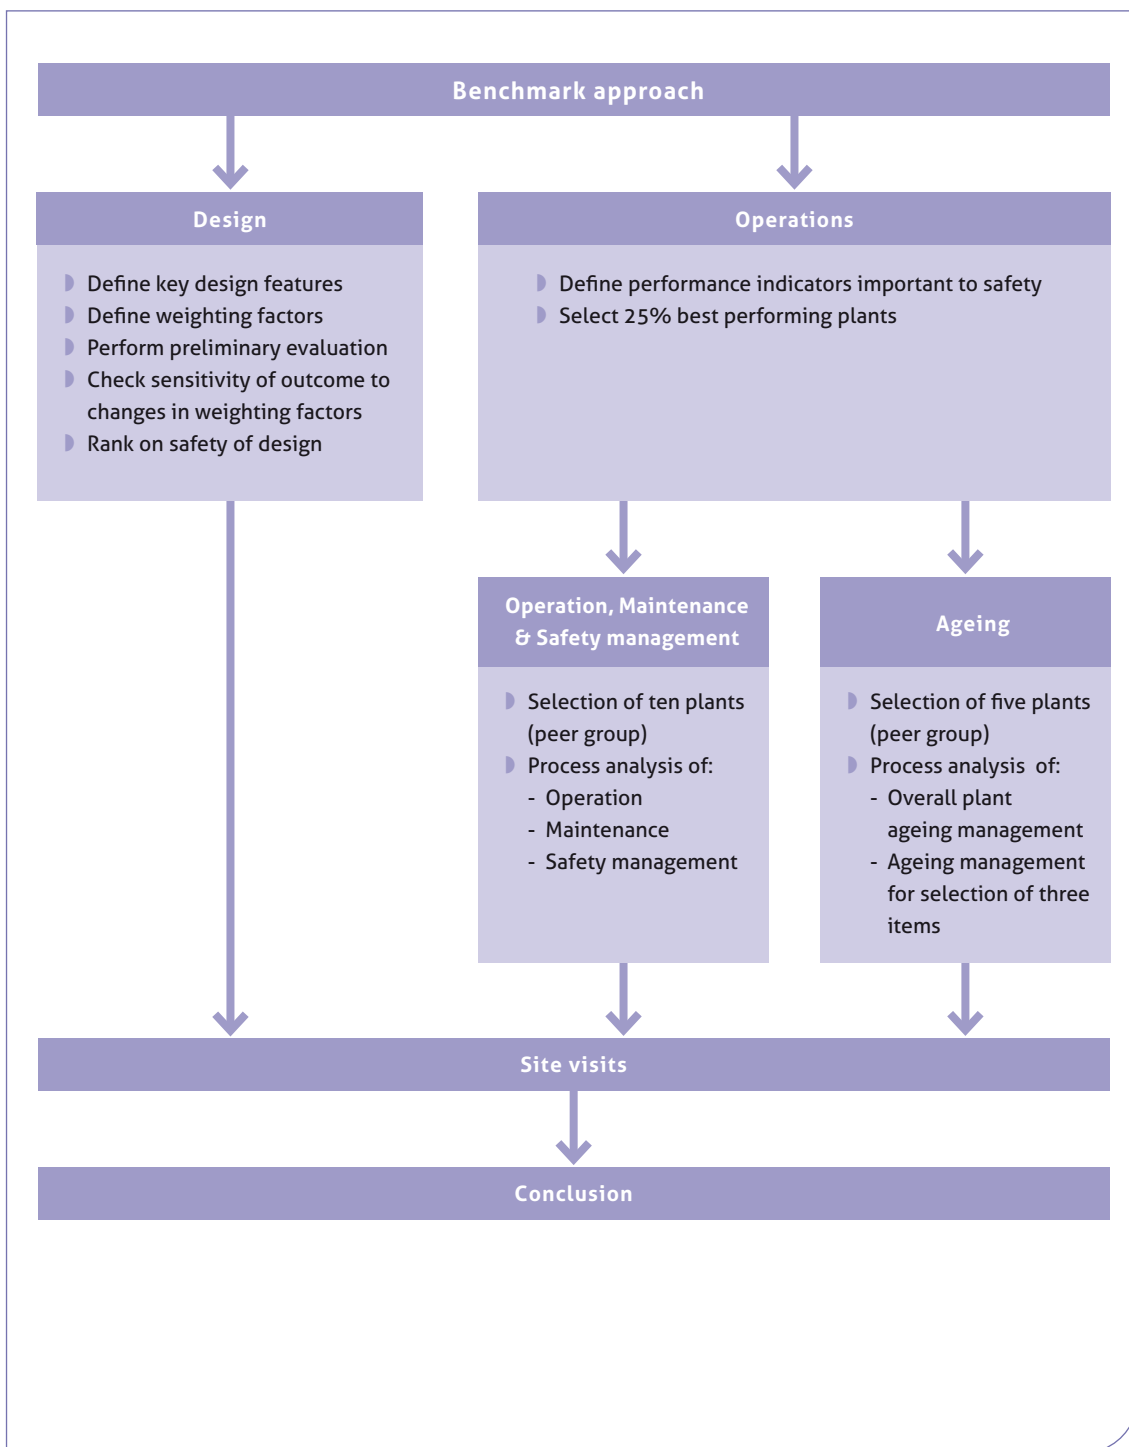 Benchmark approach
Design
Define key design features
Define weighting factors
Perform preliminary evaluation
Check sensitivity of outcome to
changes in weighting factors
Rank on safety of design
Operations
Define performance indicators important to safety
Select 25% best performing plants
Operation, Maintenance
& Safety management
Selection of ten plants
(peer group)
Process analysis of:
- Operation
- Maintenance
- Safety management
Ageing
Selection of five plants
(peer group)
Process analysis of:
- Overall plant
ageing management
- Ageing management
for selection of three
items
Site visits
Conclusion